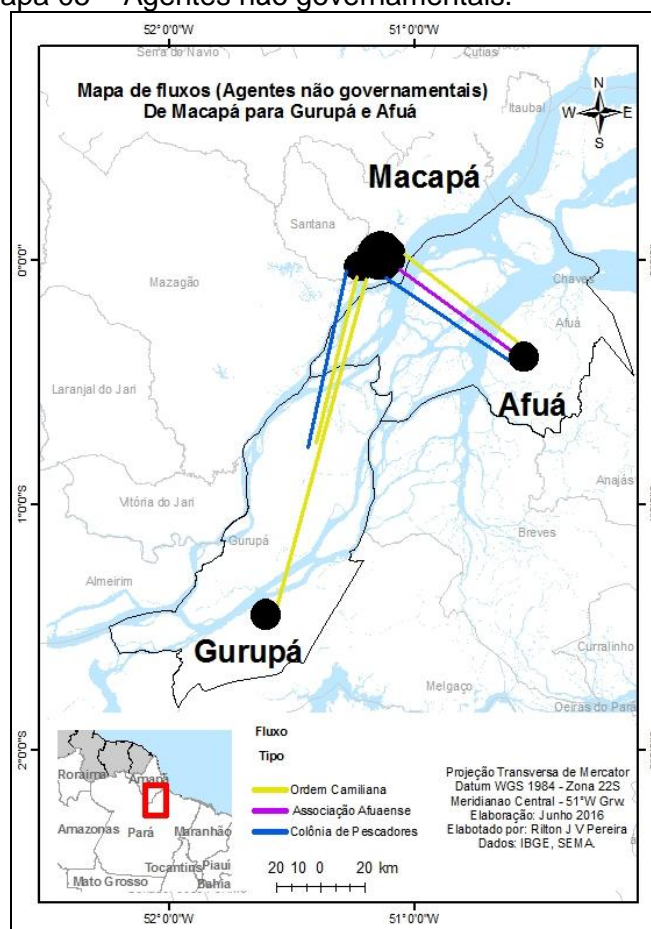 Mapa de fluxos (Agentes não governamentais)
De Macapá para Gurupá e Afuá
52°0'0"W 51°0'0"W
Serra do Navio
Cutias
Itaubal
N
W E
S
Macapá
Santana
0°0'0"
Mazagão
Chaves
Afuá
Afuá
Laranjal do Jari
Anajás
1°0'0"S
Vitória do Jari
Breves
Gurupá
Almeirim
Gurupá
Curralinho
Melgaço
Oeiras do Pará
2°0'0"S
Fluxo
Tipo
Ordem Camiliana
Associação Afuaense
Colônia de Pescadores
20 10 0 20 km
Roraima
Amapá
Amazonas
Pará
Maranhão
Tocantins
Piauí
Mato Grosso
Bahia
Projeção Transversa de Mercator
Datum WGS 1984 - Zona 22S
Meridianao Central - 51°W Grw.
Elaboração: Junho 2016
Elabotado por: Rilton J V Pereira
Dados: IBGE, SEMA.
52°0'0"W 51°0'0"W